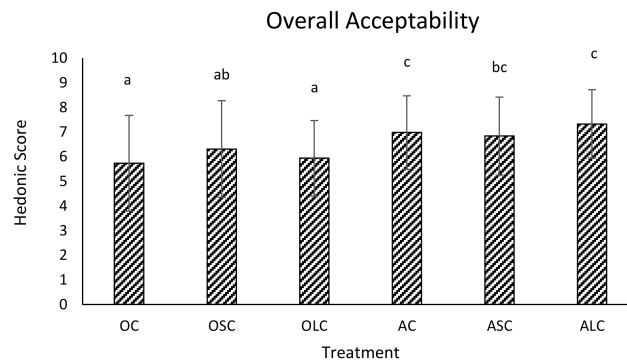 Overall Acceptability
10
9
8
7
6
5
4
3
2
1
0
Hedonic Score
a
ab
a
c
bc
c
OC OSC OLC AC ASC ALC
Treatment